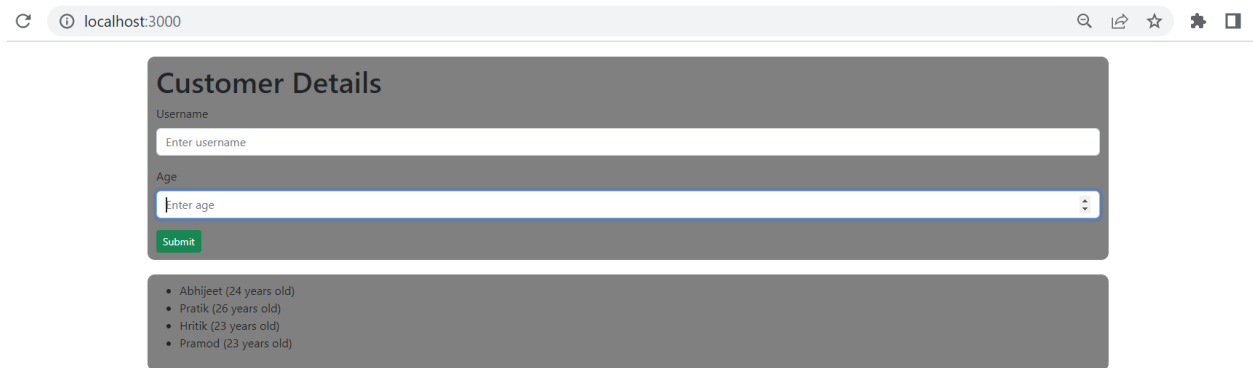 localhost:3000
Customer Details
Username
Enter username
Age
Enter age
Submit
Abhijeet (24 years old)
Pratik (26 years old)
Hritik (23 years old)
Pramod (23 years old)